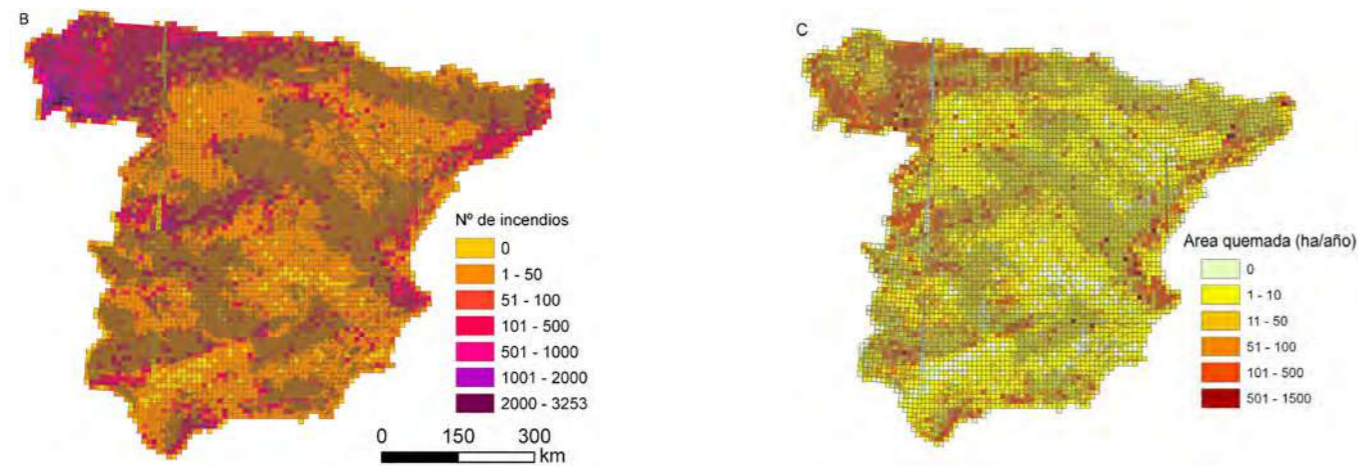 B
Nº de incendios
0
1 - 50
51 - 100
101 - 500
501 - 1000
1001 - 2000
2000 - 3253
0 150 300
km
C
Area quemada (ha/año)
0
1 - 10
11 - 50
51 - 100
101 - 500
501 - 1500